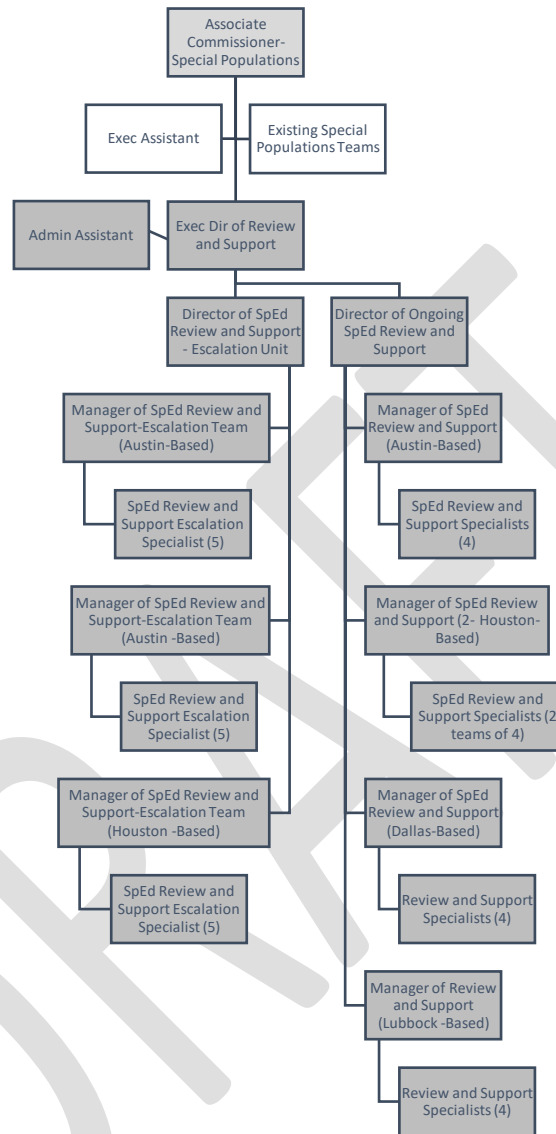 Associate
Commissioner-
Special Populations
Exec Assistant
Existing Special
Populations Teams
Admin Assistant
Exec Dir of Review
and Support
Director of SpEd
Review and Support
- Escalation Unit
Director of Ongoing
SpEd Review and
Support
Manager of SpEd Review and
Support-Escalation Team
(Austin-Based)
SpEd Review and
Support Escalation
Specialist (5)
Manager of SpEd Review and
Support-Escalation Team
(Austin -Based)
SpEd Review and
Support Escalation
Specialist (5)
Manager of SpEd Review and
Support-Escalation Team
(Houston -Based)
SpEd Review and
Support Escalation
Specialist (5)
Manager of SpEd
Review and Support
(Austin-Based)
SpEd Review and
Support Specialists
(4)
Manager of SpEd Review
and Support (2- Houston-
Based)
SpEd Review and
Support Specialists (2
teams of 4)
Manager of SpEd
Review and Support
(Dallas-Based)
Review and Support
Specialists (4)
Manager of Review
and Support
(Lubbock -Based)
Review and Support
Specialists (4)
DRAFT